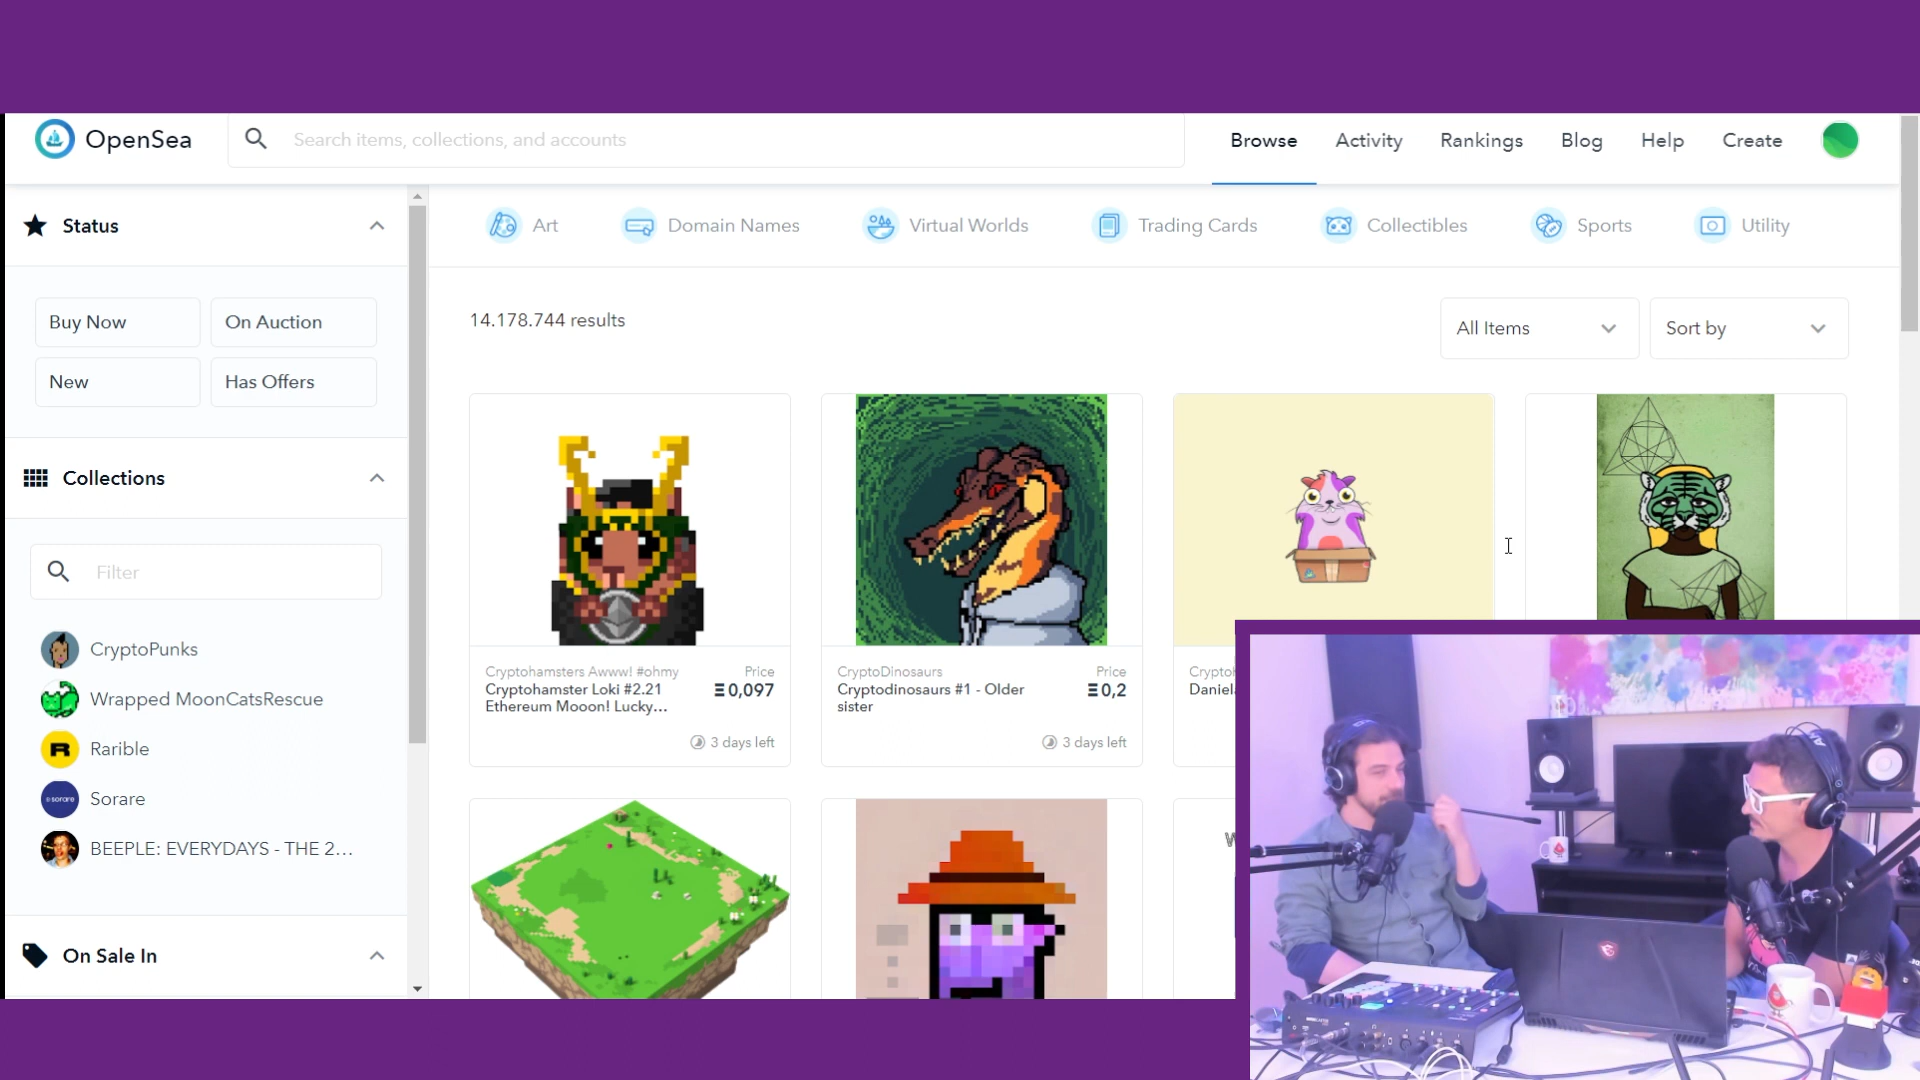 OpenSea
Search items, collections, and accounts
Browse
Activity
Rankings
Blog
Help
Create
Status
Buy Now
On Auction
New
Has Offers
Collections
Filter
CryptoPunks
Wrapped MoonCatsRescue
Rarible
Sorare
BEEPLE: EVERYDAYS - THE 2...
On Sale In
Art
Domain Names
Virtual Worlds
Trading Cards
Collectibles
Sports
Utility
14.178.744 results
All Items
Sort by
Cryptohamsters Awww! #ohmy
Price
Cryptohamster Loki #2.21
0,097
Ethereum Mooon! Lucky...
3 days left
CryptoDinosaurs
Price
Cryptodinosaurs #1 - Older
0,2
sister
3 days left